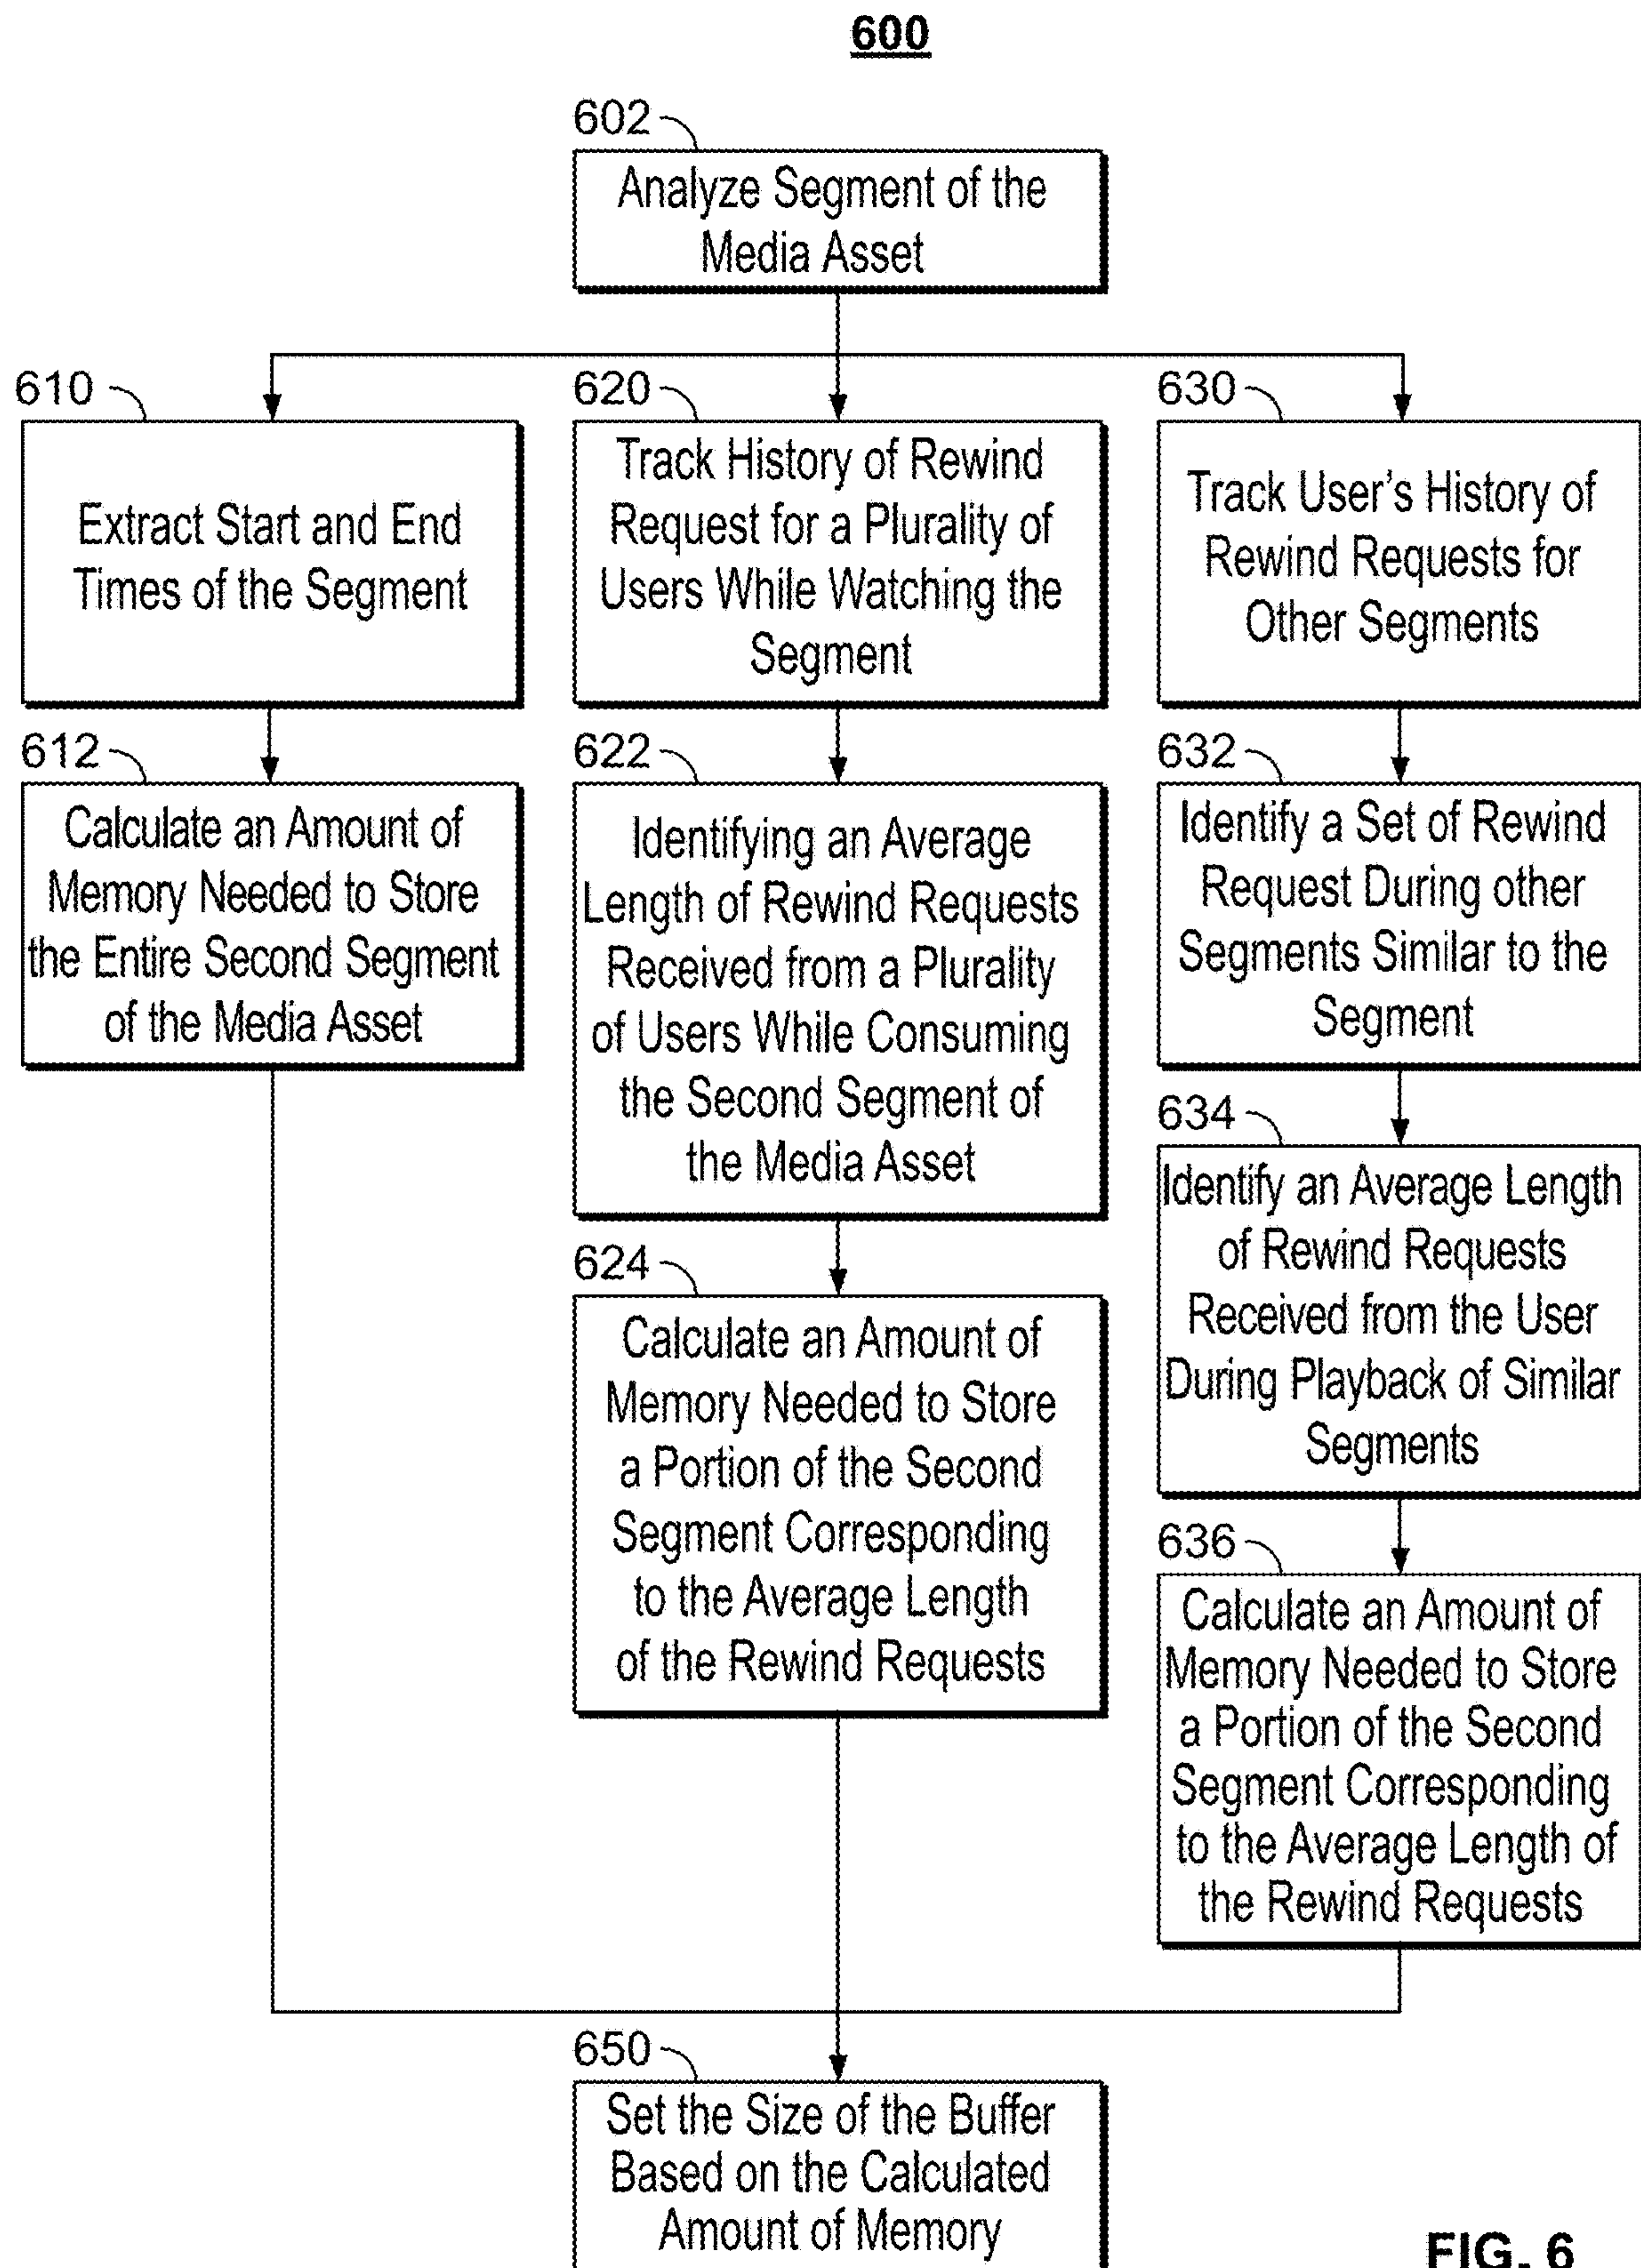 600
602
Analyze Segment of the
Media Asset
610
Extract Start and End
Times of the Segment
620
Track History of Rewind
Request for a Plurality of
Users While Watching the
Segment
630
Track User's History of
Rewind Requests for
Other Segments
612
Calculate an Amount of
Memory Needed to Store
the Entire Second Segment
of the Media Asset
622
Identifying an Average
Length of Rewind Requests
Received from a Plurality
of Users While Consuming
the Second Segment of
the Media Asset
632
Identify a Set of Rewind
Request During other
Segments Similar to the
Segment
634
Identify an Average Length
of Rewind Requests
Received from the User
During Playback of Similar
Segments
624
Calculate an Amount of
Memory Needed to Store
a Portion of the Second
Segment Corresponding
to the Average Length
of the Rewind Requests
636
Calculate an Amount of
Memory Needed to Store
a Portion of the Second
Segment Corresponding
to the Average Length of
the Rewind Requests
650
Set the Size of the Buffer
Based on the Calculated
Amount of Memory
FIG. 6